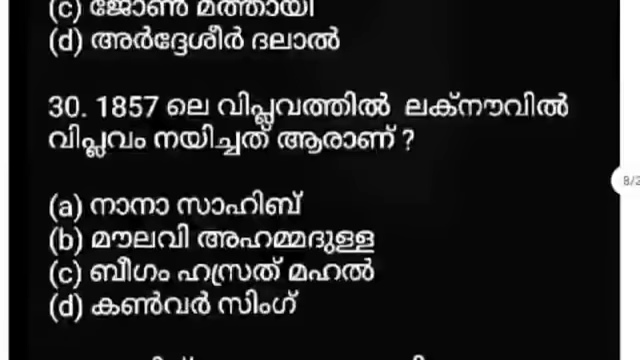 (c) ജോൺ മത്തായി
(d) അർദ്ദേശീർ ദലാൽ
30. 1857 ലെ വിപ്ലവത്തിൽ ലക്നൗവിൽ
വിപ്ലവം നയിച്ചത് ആരാണ് ?
(a) നാനാ സാഹിബ്
(b) മൗലവി അഹമ്മദുള്ള
(c) ബീഗം ഹസ്രത് മഹൽ
(d) കൺവർ സിംഗ്